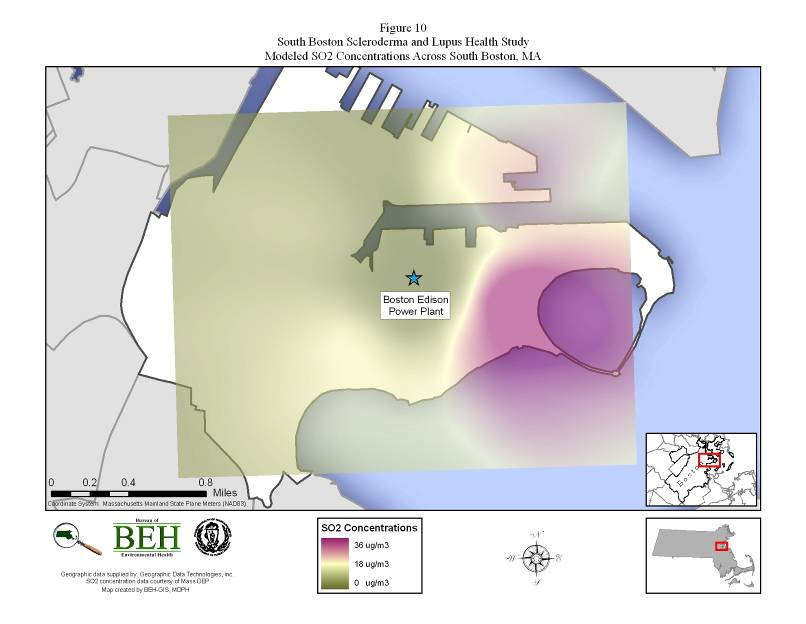 Figure 10
South Boston Scleroderma and Lupus Health Study
Modeled SO2 Concentrations Across South Boston, MA
Boston Edison
Power Plant
0 0.2 0.4 0.8
Miles
Coordinate System: Massachusetts Mainland State Plane Meters (NAD83)
Bureau of
BEH
Environmental Health
Geographic data supplied by: Geographic Data Technologies, inc.
SO2 concentration data courtesy of Mass DEP
Map created by BEH-GIS, MDPH
SO2 Concentrations
36 ug/m3
18 ug/m3
0 ug/m3
N
W
E
S